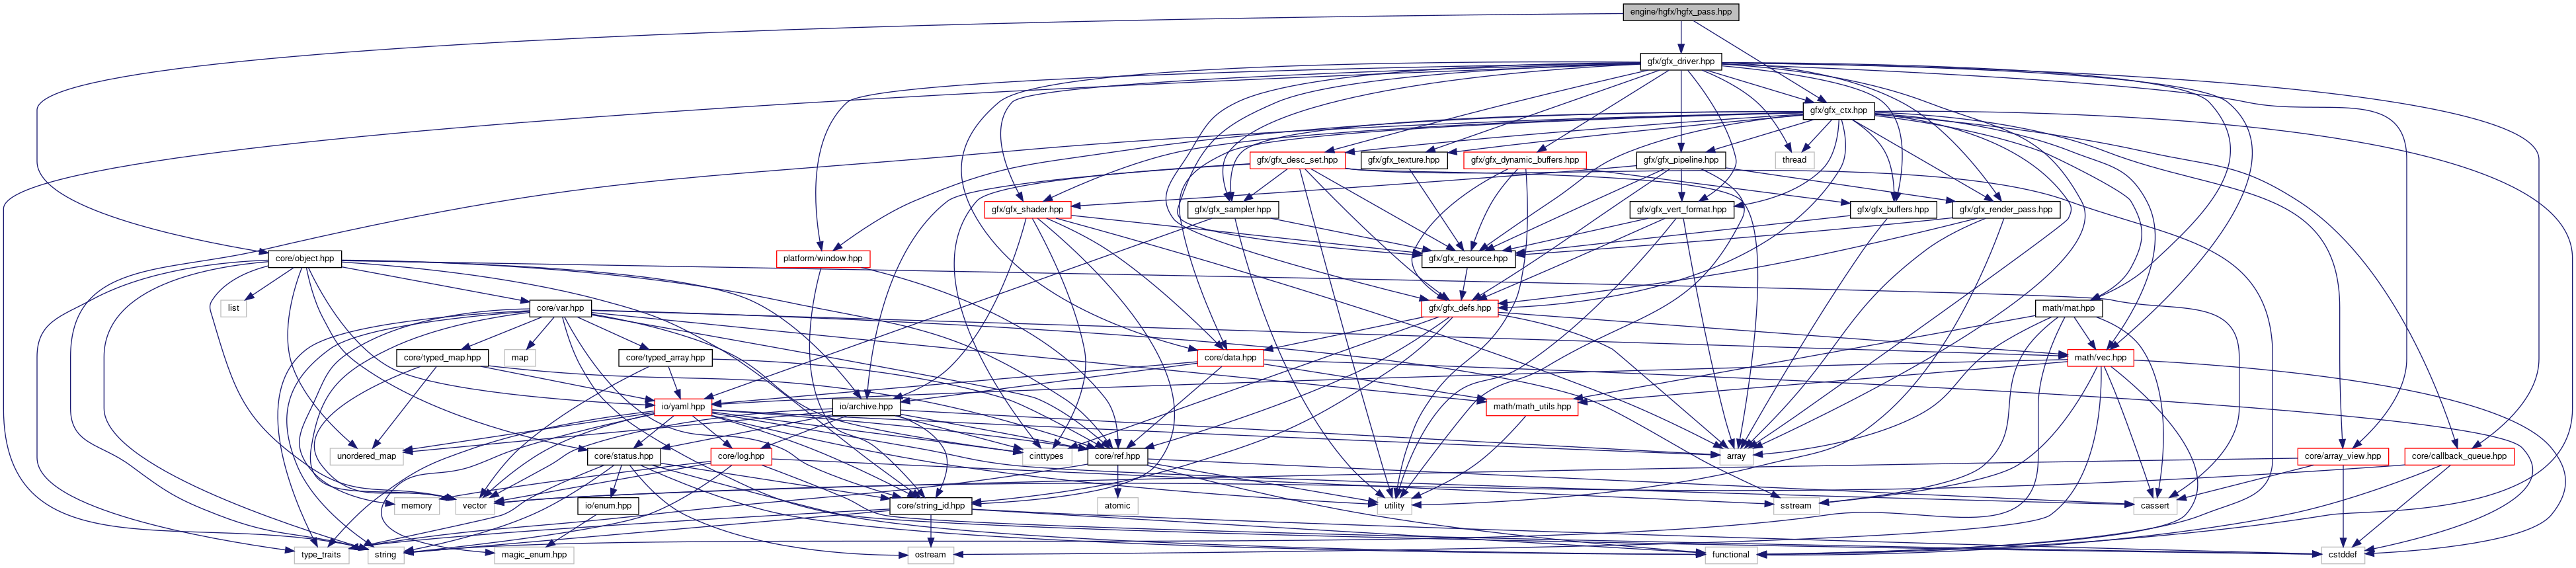 engine/hgfx/hgfx_pass.hpp
gfx/gfx_driver.hpp
gfx/gfx_ctx.hpp
gfx/gfx_desc_set.hpp
gfx/gfx_texture.hpp
gfx/gfx_dynamic_buffers.hpp
gfx/gfx_pipeline.hpp
thread
gfx/gfx_shader.hpp
gfx/gfx_sampler.hpp
gfx/gfx_vert_format.hpp
gfx/gfx_buffers.hpp
gfx/gfx_render_pass.hpp
core/object.hpp
platform/window.hpp
gfx/gfx_resource.hpp
list
core/var.hpp
gfx/gfx_defs.hpp
math/mat.hpp
core/typed_map.hpp
map
core/typed_array.hpp
core/data.hpp
math/vec.hpp
io/yaml.hpp
io/archive.hpp
math/math_utils.hpp
unordered_map
core/status.hpp
core/log.hpp
cinttypes
core/ref.hpp
array
core/array_view.hpp
core/callback_queue.hpp
memory
vector
io/enum.hpp
core/string_id.hpp
atomic
utility
sstream
cassert
type_traits
string
magic_enum.hpp
ostream
functional
cstddef